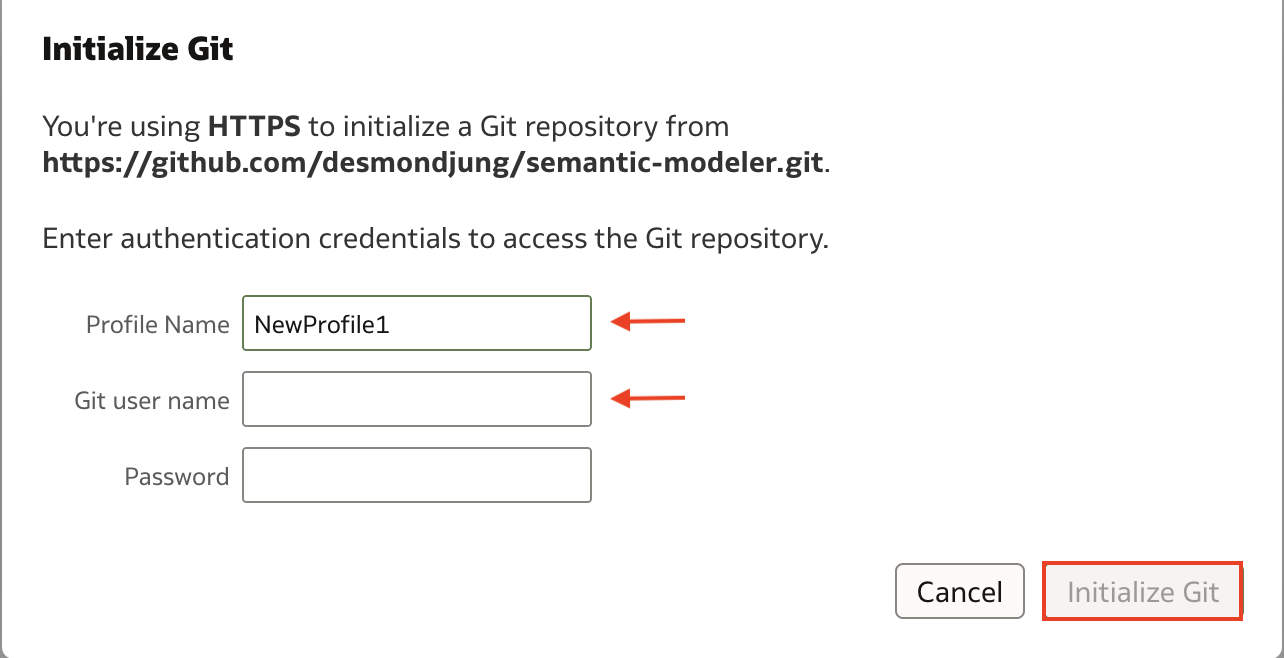 Initialize Git
You're using HTTPS to initialize a Git repository from
https://github.com/desmondjung/semantic-modeler.git.
Enter authentication credentials to access the Git repository.
Profile Name NewProfile1
Git user name
Password
Cancel Initialize Git